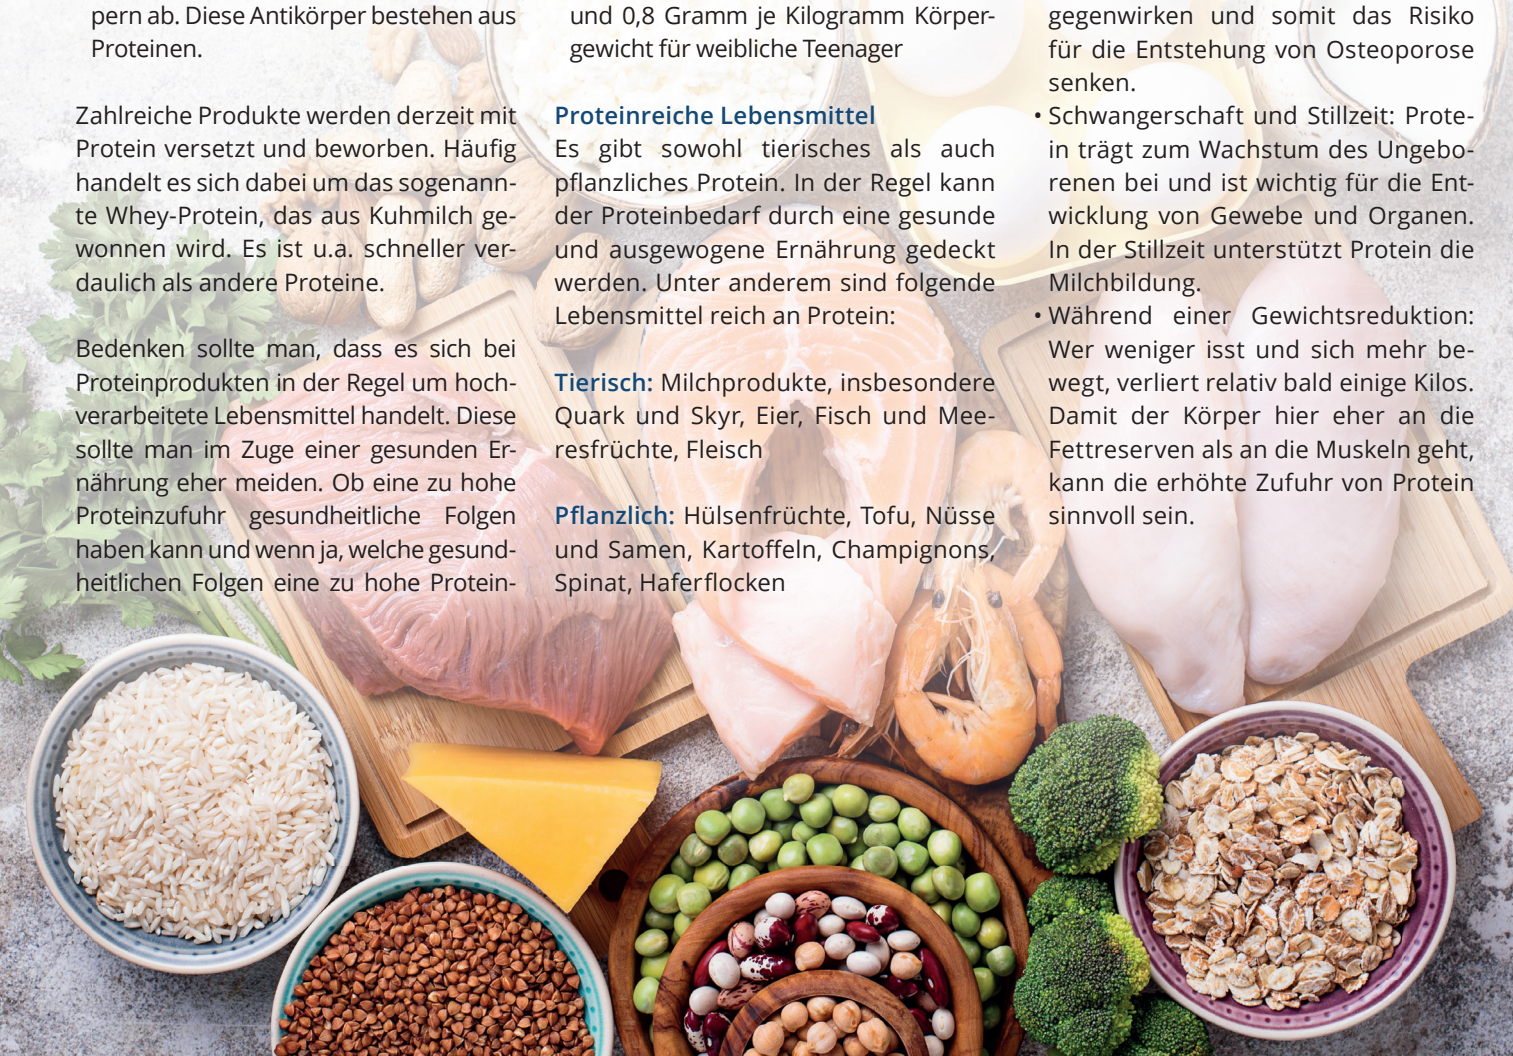 pern ab. Diese Antikörper bestehen aus
Proteinen.
Zahlreiche Produkte werden derzeit mit
Protein versetzt und beworben. Häufig
handelt es sich dabei um das sogenann-
te Whey-Protein, das aus Kuhmilch ge-
wonnen wird. Es ist u.a. schneller ver-
daulich als andere Proteine.
Bedenken sollte man, dass es sich bei
Proteinprodukten in der Regel um hoch-
verarbeitete Lebensmittel handelt. Diese
sollte man im Zuge einer gesunden Er-
nährung eher meiden. Ob eine zu hohe
Proteinzufuhr gesundheitliche Folgen
haben kann und wenn ja, welche gesund-
heitlichen Folgen eine zu hohe Protein-
und 0,8 Gramm je Kilogramm Körper-
gewicht für weibliche Teenager
Proteinreiche Lebensmittel
Es gibt sowohl tierisches als auch
pflanzliches Protein. In der Regel kann
der Proteinbedarf durch eine gesunde
und ausgewogene Ernährung gedeckt
werden. Unter anderem sind folgende
Lebensmittel reich an Protein:
Tierisch: Milchprodukte, insbesondere
Quark und Skyr, Eier, Fisch und Mee-
resfrüchte, Fleisch
Pflanzlich: Hülsenfrüchte, Tofu, Nüsse
und Samen, Kartoffeln, Champignons,
Spinat, Haferflocken
gegenwirken und somit das Risiko
für die Entstehung von Osteoporose
senken.
• Schwangerschaft und Stillzeit: Prote-
in trägt zum Wachstum des Ungebo-
renen bei und ist wichtig für die Ent-
wicklung von Gewebe und Organen.
In der Stillzeit unterstützt Protein die
Milchbildung.
• Während einer Gewichtsreduktion:
Wer weniger isst und sich mehr be-
wegt, verliert relativ bald einige Kilos.
Damit der Körper hier eher an die
Fettreserven als an die Muskeln geht,
kann die erhöhte Zufuhr von Protein
sinnvoll sein.